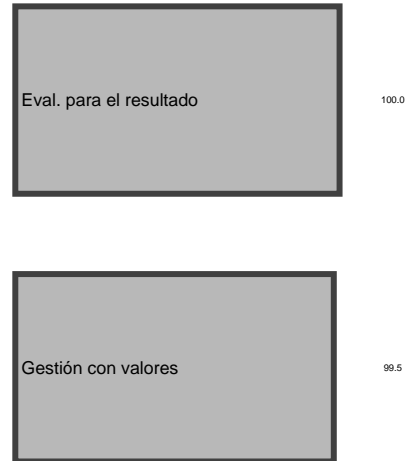 Eval. para el resultado 100.0
Gestión con valores 99.5